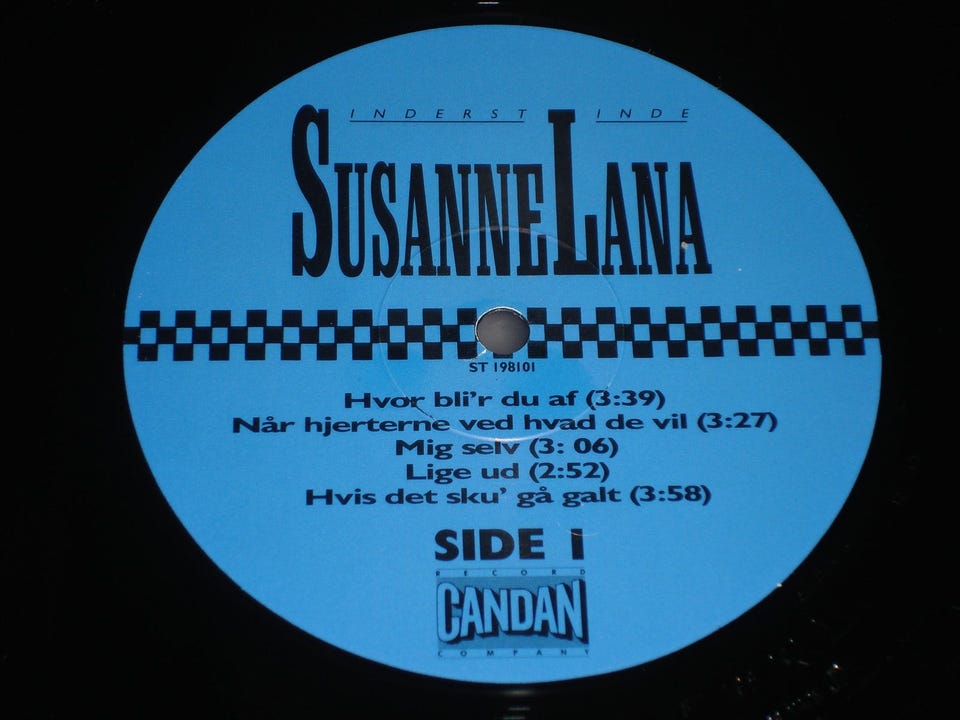 INDERST INDE
SUSANNE LANA
ST 198101
Hvor bli'r du af (3:39)
Når hjerterne ved hvad de vil (3:27)
Mig selv (3: 06)
Lige ud (2:52)
Hvis det sku' gå galt (3:58)
SIDE 1
RECORD
CANDAN
COMPANY